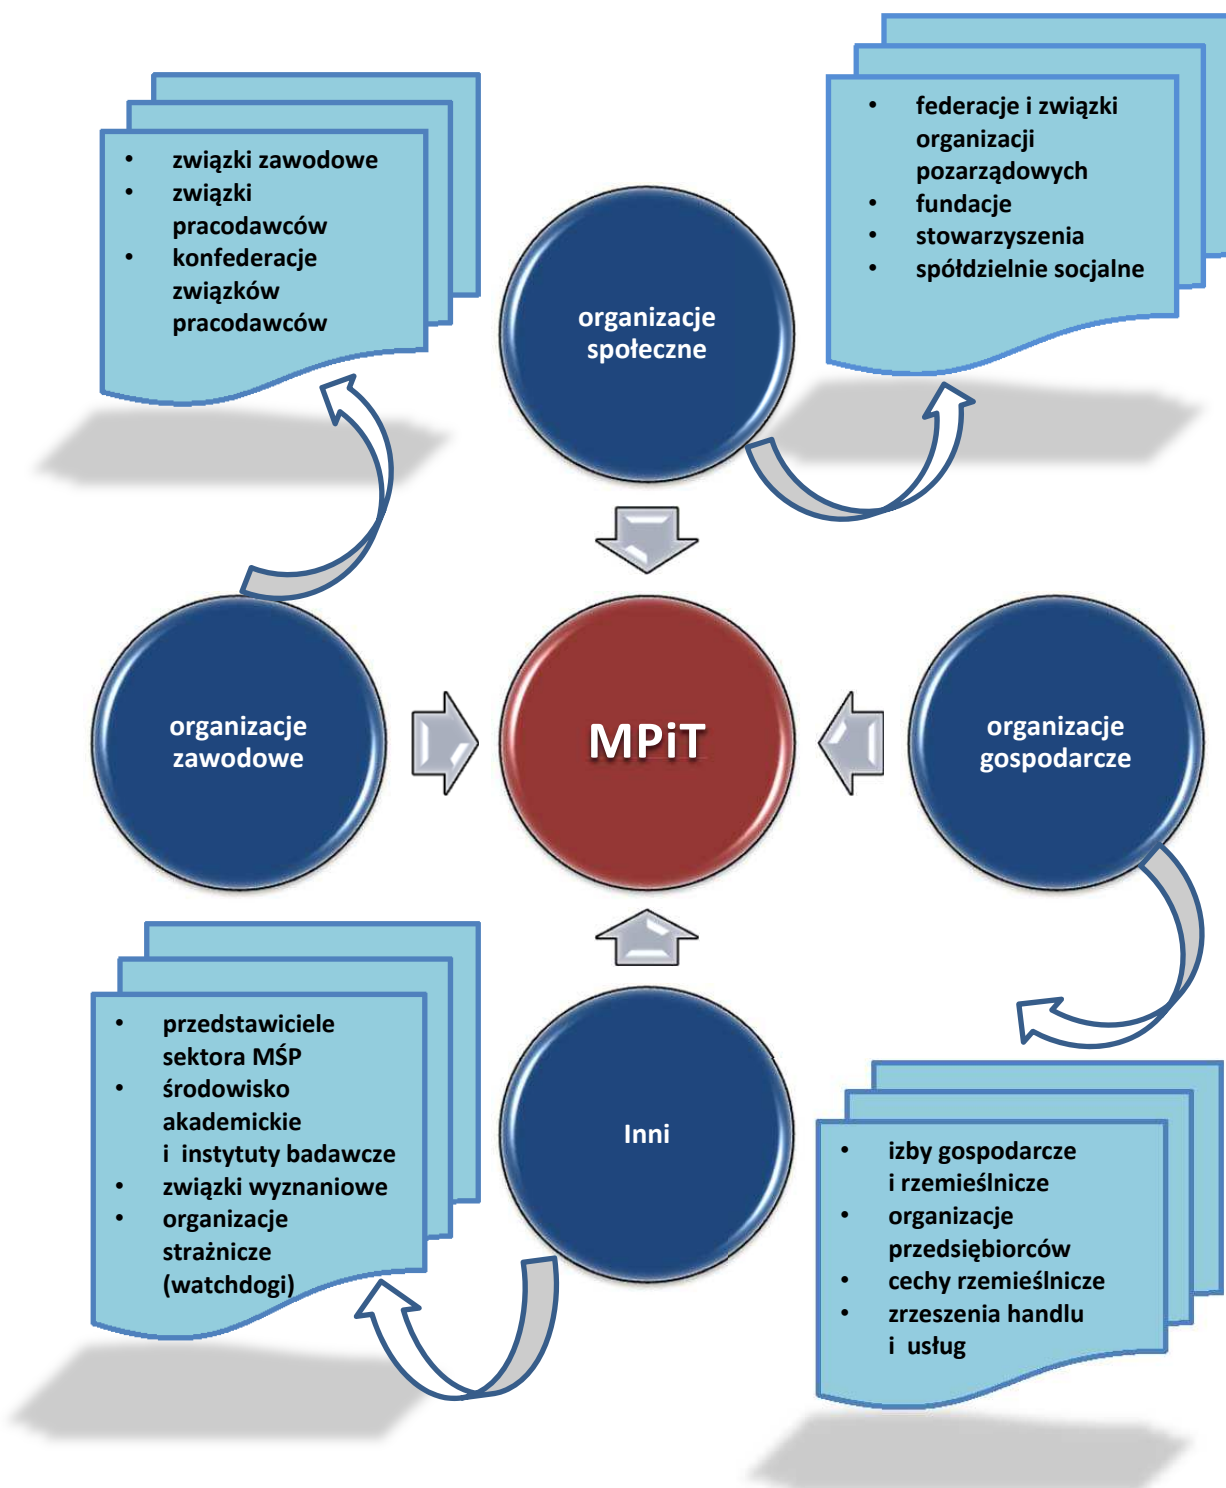 • związki zawodowe
• związki
pracodawców
• konfederacje
związków
pracodawców
• federacje i związki
organizacji
pozarządowych
• fundacje
• stowarzyszenia
• spółdzielnie socjalne
organizacje
społeczne
organizacje
zawodowe
MPiT
organizacje
gospodarcze
• przedstawiciele
sektora MŚP
• środowisko
akademickie
i instytuty badawcze
• związki wyznaniowe
• organizacje
strażnicze
(watchdogi)
Inni
• izby gospodarcze
i rzemieślnicze
• organizacje
przedsiębiorców
• cechy rzemieślnicze
• zrzeszenia handlu
i usług